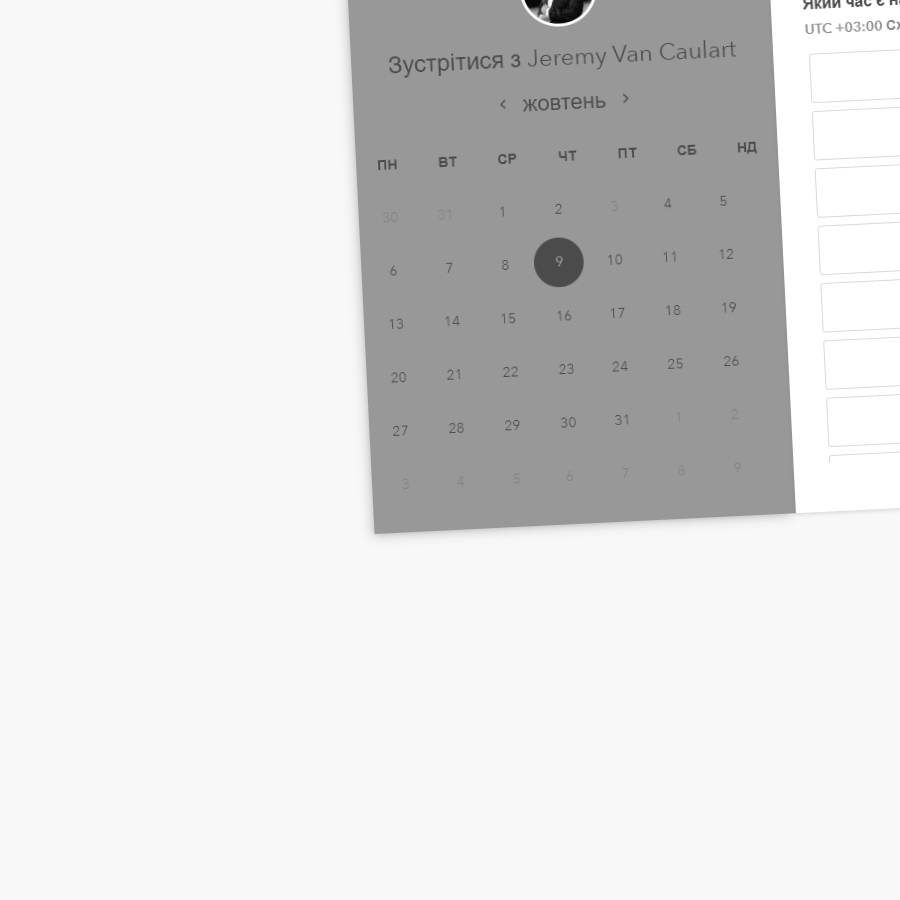 Зустрітися з Jeremy Van Caulart
‹ жовтень ›
ПН ВТ СР ЧТ ПТ СБ НД
30 31 1 2 3 4 5
6 7 8 9 10 11 12
13 14 15 16 17 18 19
20 21 22 23 24 25 26
27 28 29 30 31 1 2
3 4 5 6 7 8 9
Який час є
UTC +03:00